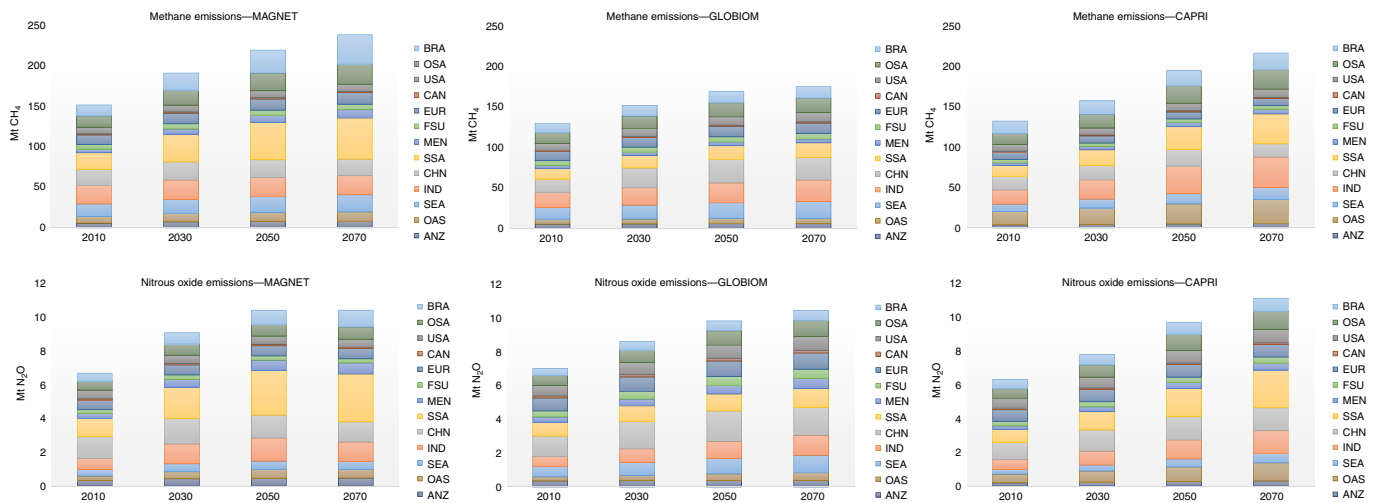 Methane emissions—MAGNET
250
200
150
100
50
0
Mt CH4
2010 2030 2050 2070
BRA
OSA
USA
CAN
EUR
FSU
MEN
SSA
CHN
IND
SEA
OAS
ANZ
Methane emissions—GLOBIOM
250
200
150
100
50
0
Mt CH4
2010 2030 2050 2070
BRA
OSA
USA
CAN
EUR
FSU
MEN
SSA
CHN
IND
SEA
OAS
ANZ
Methane emissions—CAPRI
250
200
150
100
50
0
Mt CH4
2010 2030 2050 2070
BRA
OSA
USA
CAN
EUR
FSU
MEN
SSA
CHN
IND
SEA
OAS
ANZ
Nitrous oxide emissions—MAGNET
12
10
8
6
4
2
0
Mt N2O
2010 2030 2050 2070
BRA
OSA
USA
CAN
EUR
FSU
MEN
SSA
CHN
IND
SEA
OAS
ANZ
Nitrous oxide emissions—GLOBIOM
12
10
8
6
4
2
0
Mt N2O
2010 2030 2050 2070
BRA
OSA
USA
CAN
EUR
FSU
MEN
SSA
CHN
IND
SEA
OAS
ANZ
Nitrous oxide emissions—CAPRI
12
10
8
6
4
2
0
Mt N2O
2010 2030 2050 2070
BRA
OSA
USA
CAN
EUR
FSU
MEN
SSA
CHN
IND
SEA
OAS
ANZ